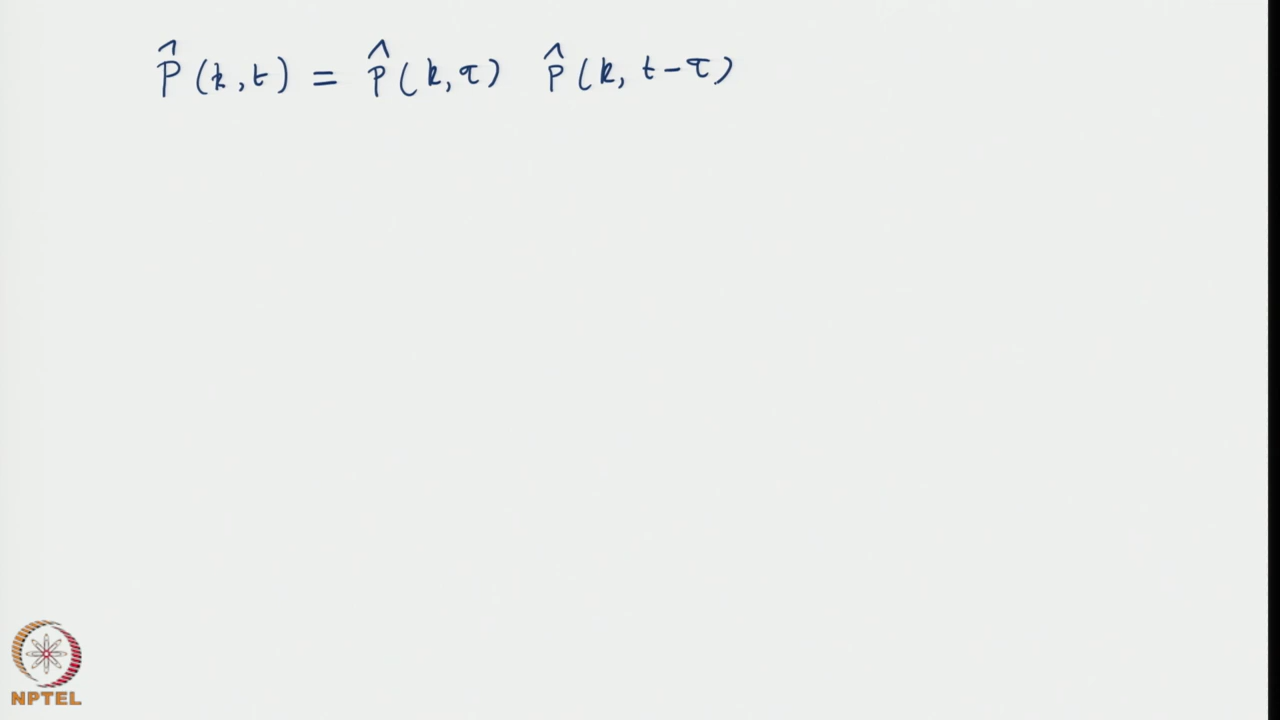 P̂(k,t) = P̂(k,τ) P̂(k, t-τ)
NPTEL